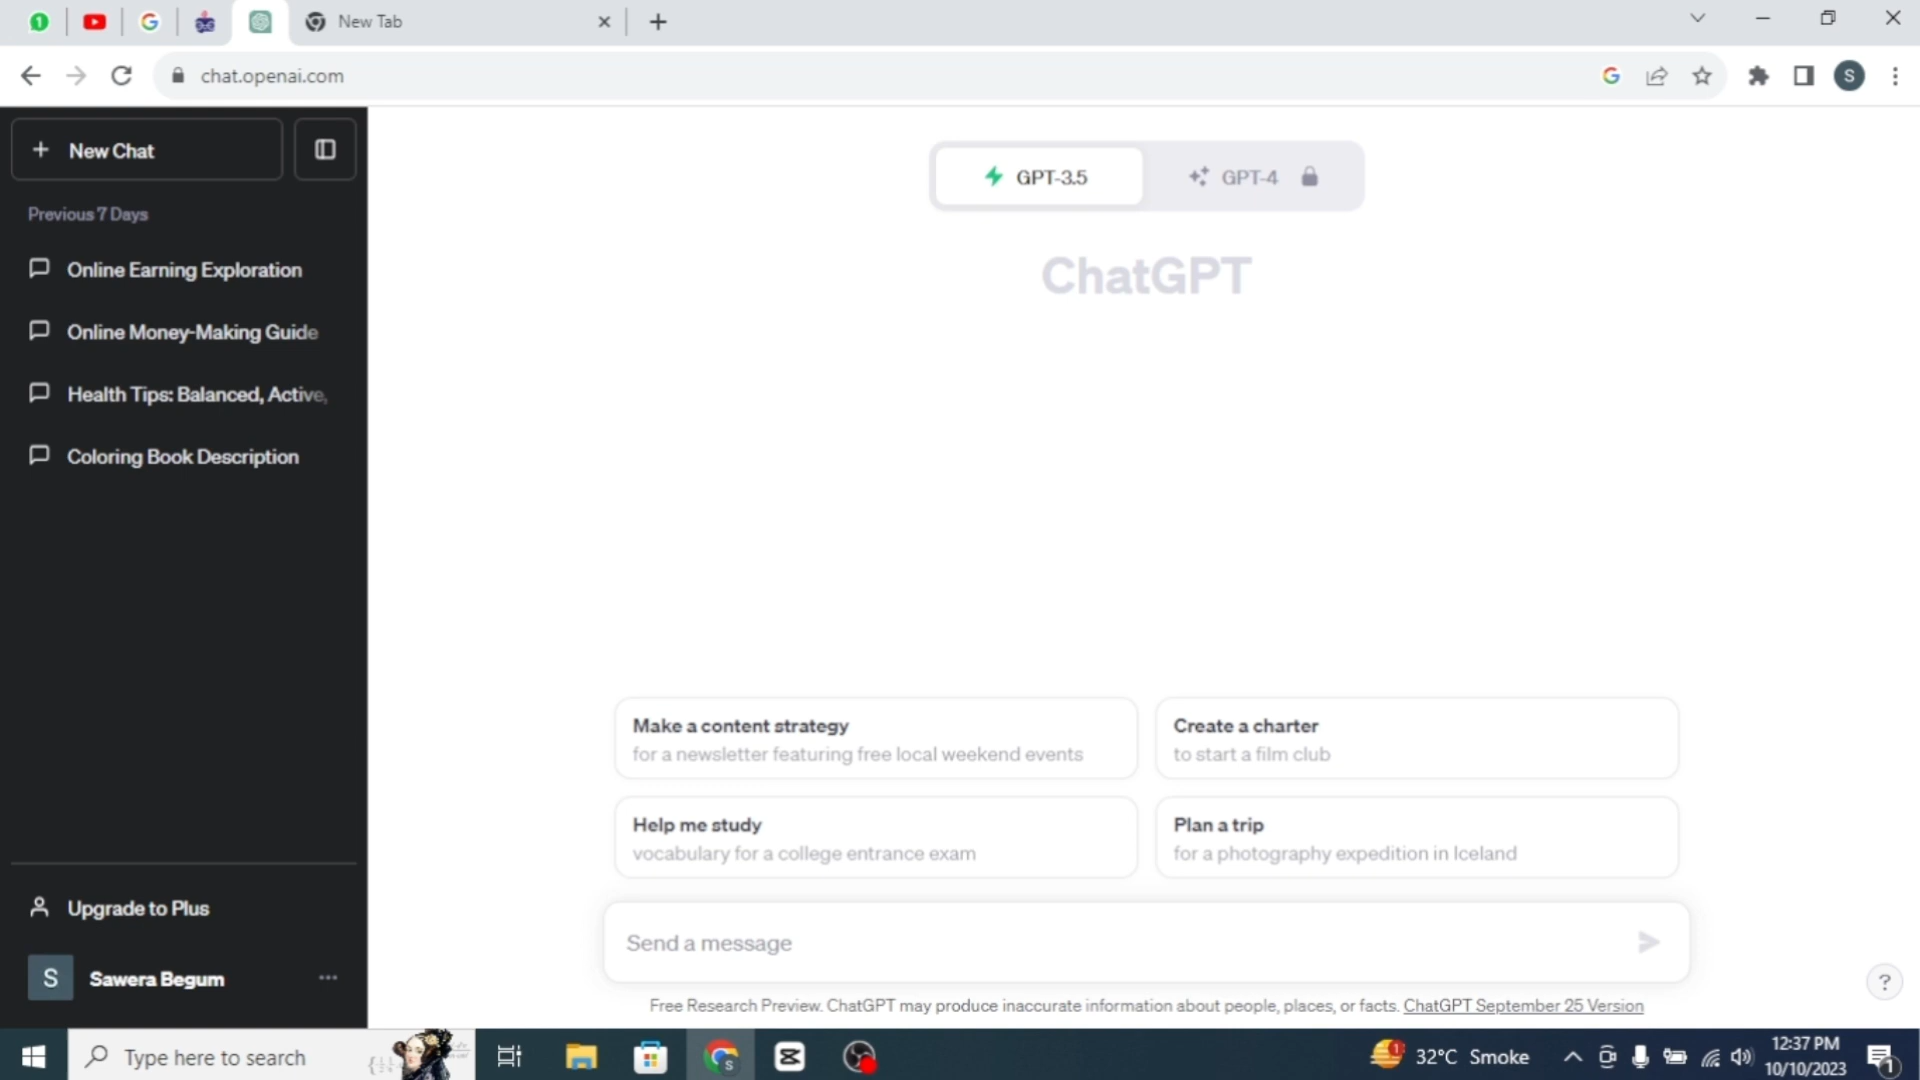 New Tab
chat.openai.com
S
New Chat
GPT-3.5
GPT-4
Previous 7 Days
ChatGPT
Online Earning Exploration
Online Money-Making Guide
Health Tips: Balanced, Active,
Coloring Book Description
Make a content strategy
for a newsletter featuring free local weekend events
Create a charter
to start a film club
Help me study
vocabulary for a college entrance exam
Plan a trip
for a photography expedition in Iceland
Upgrade to Plus
Send a message
S
Sawera Begum
?
Free Research Preview. ChatGPT may produce inaccurate information about people, places, or facts. ChatGPT September 25 Version
Type here to search
S
1
32°C Smoke
12:37 PM
10/10/2023
1